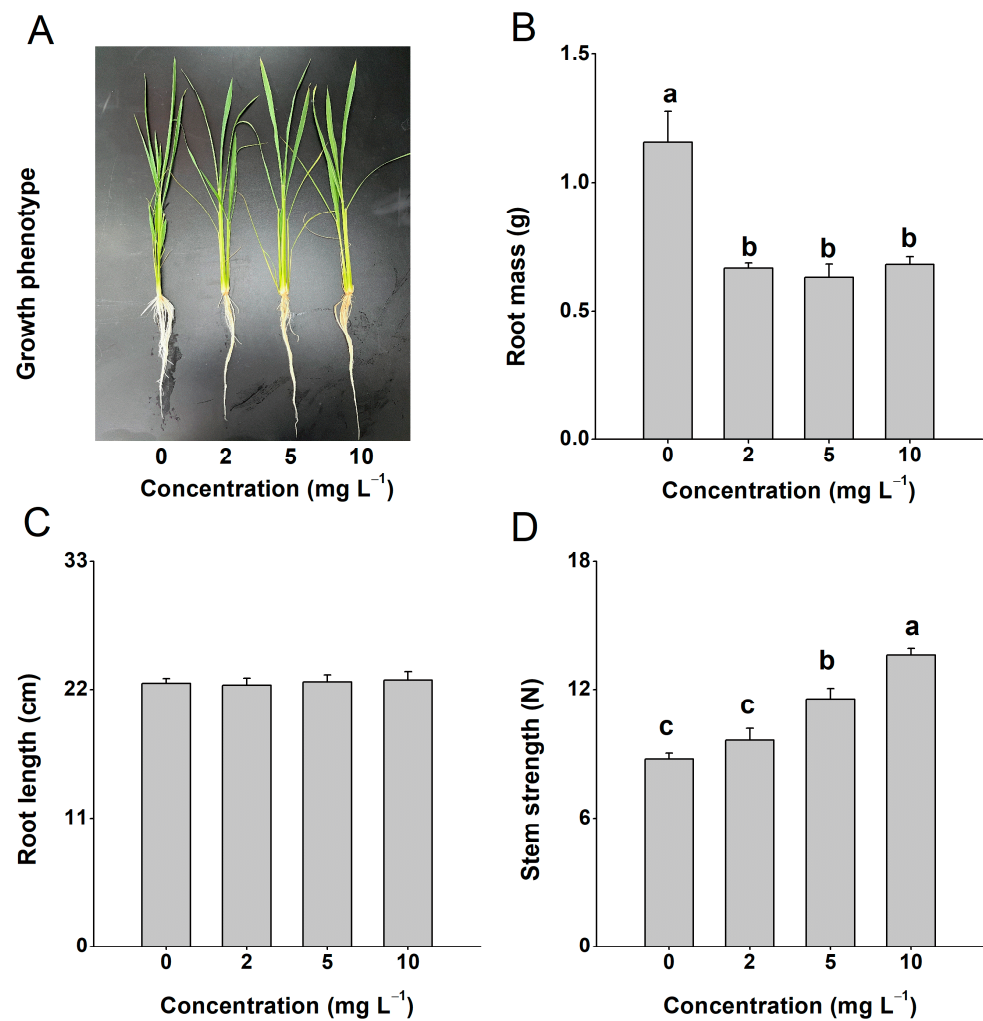 A
Growth phenotype
0 2 5 10
Concentration (mg L⁻¹)
B
Root mass (g)
1.5
1.0
0.5
0.0
a
b
b
b
0 2 5 10
Concentration (mg L⁻¹)
C
Root length (cm)
33
22
11
0
0 2 5 10
Concentration (mg L⁻¹)
D
Stem strength (N)
18
12
6
0
c
c
b
a
0 2 5 10
Concentration (mg L⁻¹)